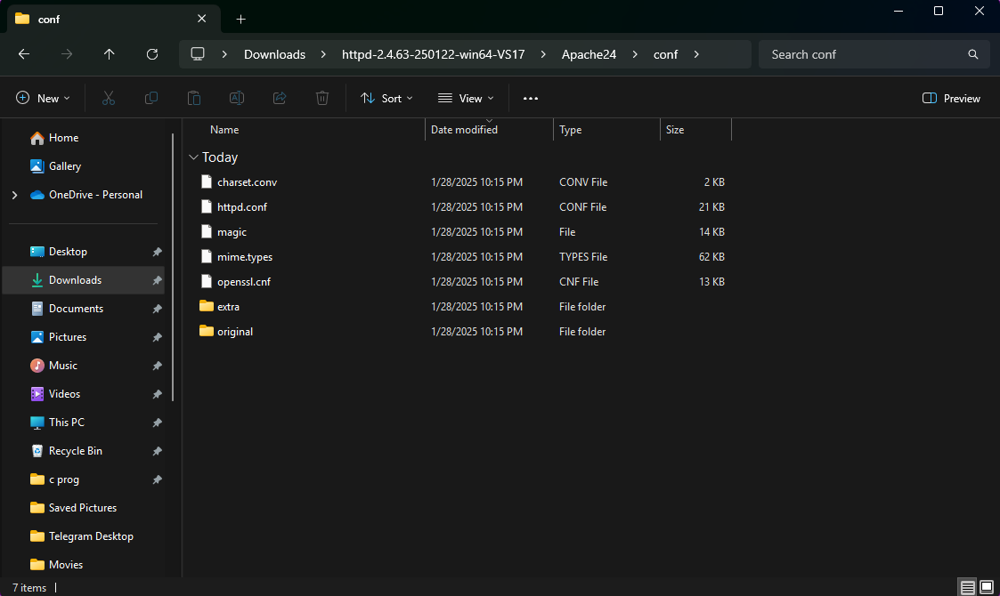 conf
Downloads httpd-2.4.63-250122-win64-VS17 Apache24 conf Search conf
New Sort View Preview
Name Date modified Type Size
Today
charset.conv 1/28/2025 10:15 PM CONV File 2 KB
httpd.conf 1/28/2025 10:15 PM CONF File 21 KB
magic 1/28/2025 10:15 PM File 14 KB
mime.types 1/28/2025 10:15 PM TYPES File 62 KB
openssl.cnf 1/28/2025 10:15 PM CNF File 13 KB
extra 1/28/2025 10:15 PM File folder
original 1/28/2025 10:15 PM File folder
Home
Gallery
OneDrive - Personal
Desktop
Downloads
Documents
Pictures
Music
Videos
This PC
Recycle Bin
c prog
Saved Pictures
Telegram Desktop
Movies
7 items